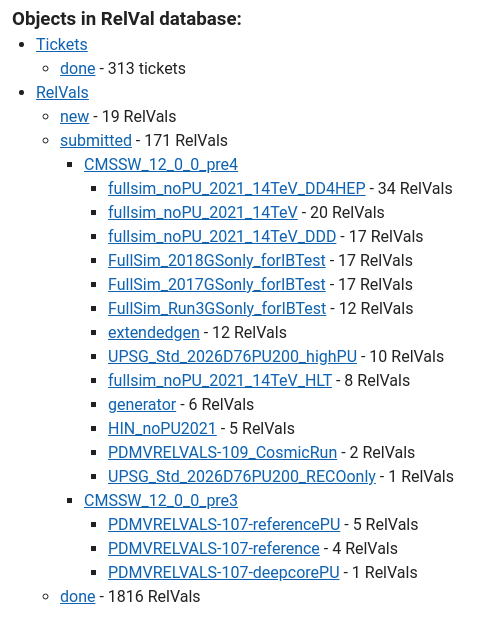 Objects in RelVal database:
Tickets
done - 313 tickets
RelVals
new - 19 RelVals
submitted - 171 RelVals
CMSSW_12_0_0_pre4
fullsim_noPU_2021_14TeV_DD4HEP - 34 RelVals
fullsim_noPU_2021_14TeV - 20 RelVals
fullsim_noPU_2021_14TeV_DDD - 17 RelVals
FullSim_2018GSonly_forIBTest - 17 RelVals
FullSim_2017GSonly_forIBTest - 17 RelVals
FullSim_Run3GSonly_forIBTest - 12 RelVals
extendedgen - 12 RelVals
UPSG_Std_2026D76PU200_highPU - 10 RelVals
fullsim_noPU_2021_14TeV_HLT - 8 RelVals
generator - 6 RelVals
HIN_noPU2021 - 5 RelVals
PDMVRELVALS-109_CosmicRun - 2 RelVals
UPSG_Std_2026D76PU200_RECOonly - 1 RelVals
CMSSW_12_0_0_pre3
PDMVRELVALS-107-referencePU - 5 RelVals
PDMVRELVALS-107-reference - 4 RelVals
PDMVRELVALS-107-deepcorePU - 1 RelVals
done - 1816 RelVals